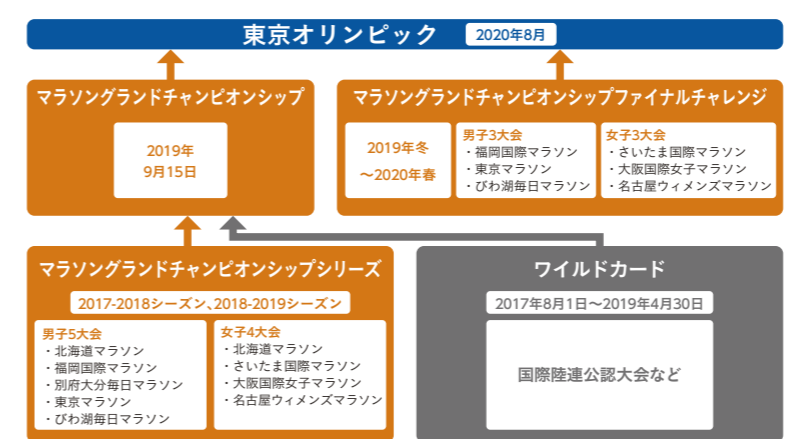 東京オリンピック 2020年8月
マラソングランドチャンピオンシップ
2019年
9月15日
マラソングランドチャンピオンシップファイナルチャレンジ
2019年冬
～2020年春
男子3大会
・福岡国際マラソン
・東京マラソン
・びわ湖毎日マラソン
女子3大会
・さいたま国際マラソン
・大阪国際女子マラソン
・名古屋ウィメンズマラソン
マラソングランドチャンピオンシップシリーズ
2017-2018シーズン、2018-2019シーズン
男子5大会
・北海道マラソン
・福岡国際マラソン
・別府大分毎日マラソン
・東京マラソン
・びわ湖毎日マラソン
女子4大会
・北海道マラソン
・さいたま国際マラソン
・大阪国際女子マラソン
・名古屋ウィメンズマラソン
ワイルドカード
2017年8月1日～2019年4月30日
国際陸連公認大会など